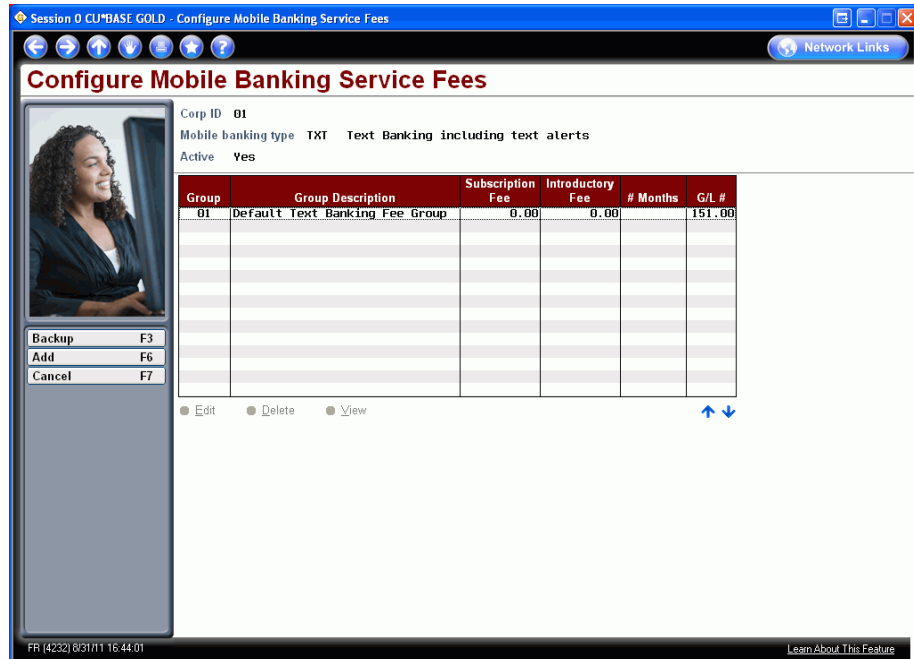 Session 0 CU*BASE GOLD - Configure Mobile Banking Service Fees
Network Links
Configure Mobile Banking Service Fees
Corp ID 01
Mobile banking type TXT Text Banking including text alerts
Active Yes
Group Group Description Subscription Fee Introductory Fee # Months G/L #
01 Default Text Banking Fee Group 0.00 0.00 151.00
Backup F3
Add F6
Cancel F7
Edit Delete View
FR (4232) 8/31/11 16:44:01
Learn About This Feature